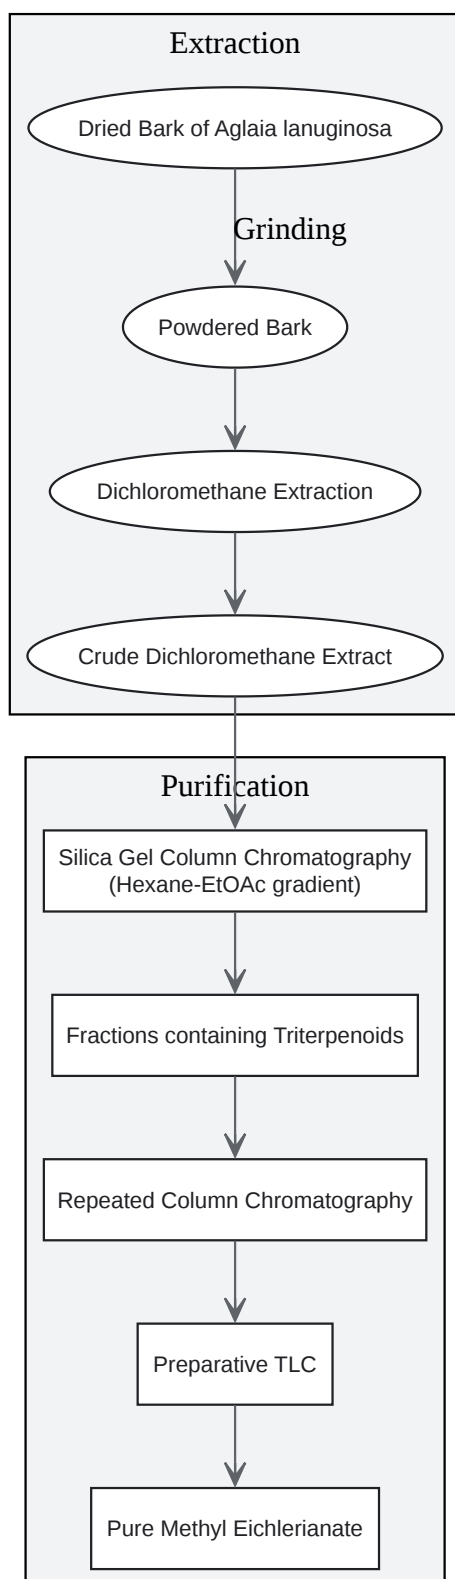 Extraction
Dried Bark of Aglaia lanuginosa
Grinding
Powdered Bark
Dichloromethane Extraction
Crude Dichloromethane Extract
Purification
Silica Gel Column Chromatography
(Hexane-EtOAc gradient)
Fractions containing Triterpenoids
Repeated Column Chromatography
Preparative TLC
Pure Methyl Eichlerianate